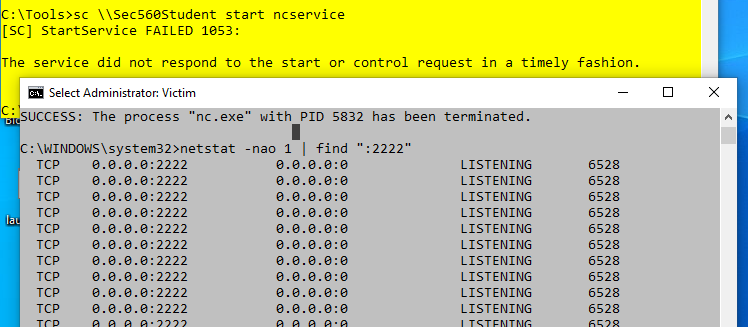 C:\Tools>sc \\Sec560Student start ncservice
[SC] StartService FAILED 1053:
The service did not respond to the start or control request in a timely fashion.
C:\
Select Administrator: Victim
SUCCESS: The process "nc.exe" with PID 5832 has been terminated.
C:\WINDOWS\system32>netstat -nao 1 | find ":2222"
TCP 0.0.0.0:2222 0.0.0.0:0 LISTENING 6528
TCP 0.0.0.0:2222 0.0.0.0:0 LISTENING 6528
TCP 0.0.0.0:2222 0.0.0.0:0 LISTENING 6528
TCP 0.0.0.0:2222 0.0.0.0:0 LISTENING 6528
TCP 0.0.0.0:2222 0.0.0.0:0 LISTENING 6528
TCP 0.0.0.0:2222 0.0.0.0:0 LISTENING 6528
TCP 0.0.0.0:2222 0.0.0.0:0 LISTENING 6528
TCP 0.0.0.0:2222 0.0.0.0:0 LISTENING 6528
TCP 0.0.0.0:2222 0.0.0.0:0 LISTENING 6528
TCP 0.0.0.0:2222 0.0.0.0:0 LISTENING 6528
TCP 0.0.0.0:2222 0.0.0.0:0 LISTENING 6528